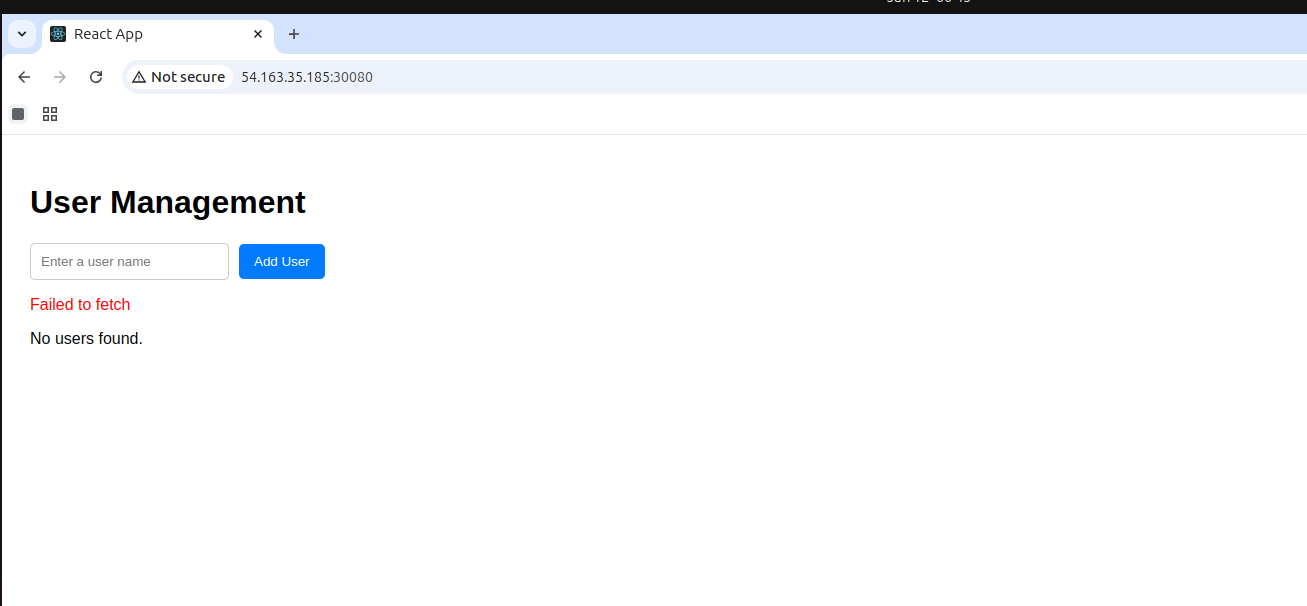 React App
Not secure 54.163.35.185:30080
User Management
Enter a user name Add User
Failed to fetch
No users found.